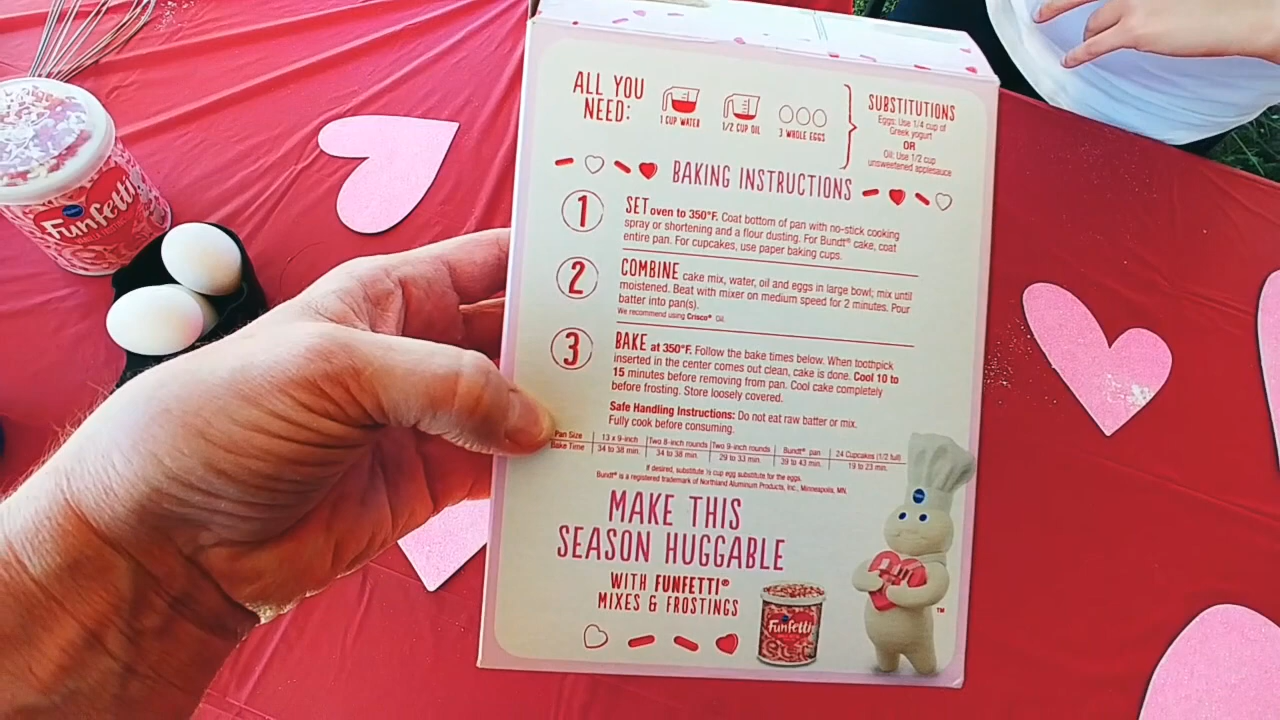 ALL YOU
NEED:
1 CUP WATER
1/2 CUP OIL
3 WHOLE EGGS
SUBSTITUTIONS
Eggs: Use 1/4 cup of
Greek yogurt
OR
Oil: Use 1/2 cup
unsweetened applesauce
BAKING INSTRUCTIONS
1
SET oven to 350°F. Coat bottom of pan with no-stick cooking
spray or shortening and a flour dusting. For Bundt® cake, coat
entire pan. For cupcakes, use paper baking cups.
2
COMBINE cake mix, water, oil and eggs in large bowl; mix until
moistened. Beat with mixer on medium speed for 2 minutes. Pour
batter into pan(s).
We recommend using Crisco® Oil.
3
BAKE at 350°F. Follow the bake times below. When toothpick
inserted in the center comes out clean, cake is done. Cool 10 to
15 minutes before removing from pan. Cool cake completely
before frosting. Store loosely covered.
Safe Handling Instructions: Do not eat raw batter or mix.
Fully cook before consuming.
Pan Size 13 x 9-inch Two 8-inch rounds Two 9-inch rounds Bundt® pan 24 Cupcakes (1/2 full)
Bake Time 34 to 38 min. 34 to 38 min. 29 to 33 min. 39 to 43 min. 19 to 23 min.
If desired, substitute cup egg substitute for the eggs.
Bundt® is a registered trademark of Northland Aluminum Products, Inc., Minneapolis, MN.
MAKE THIS
SEASON HUGGABLE
WITH FUNFETTI®
MIXES & FROSTINGS
Funfetti
TM
Funfetti